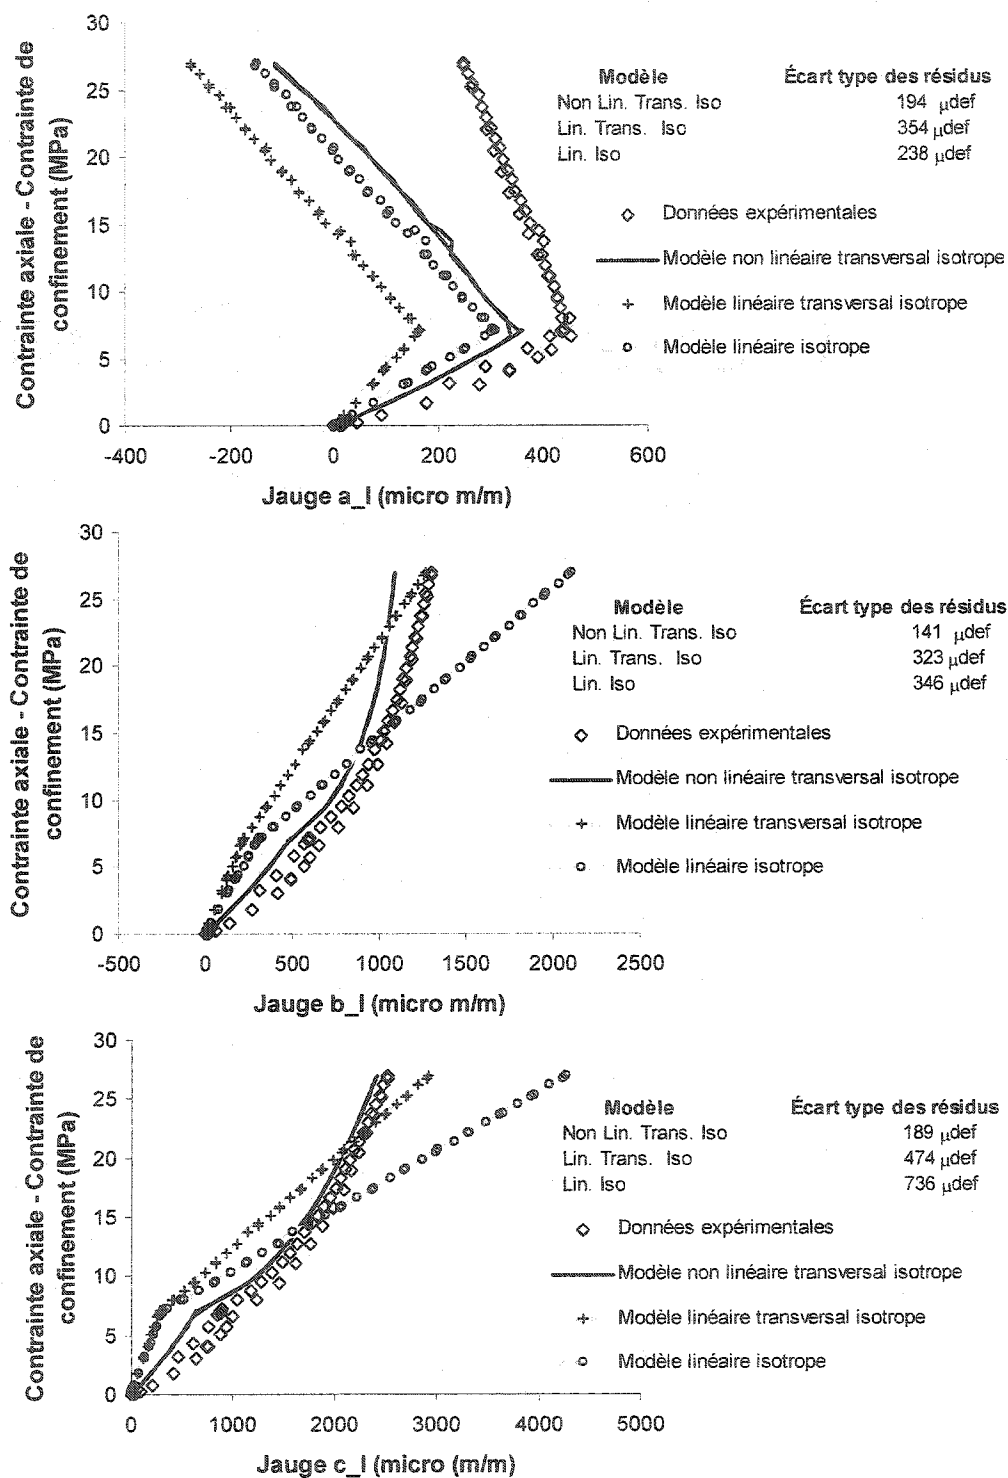 Contrainte axiale - Contrainte de
confinement (MPa)
30
25
20
15
10
5
0
-400
-200
0
200
400
600
Jauge a_l (micro m/m)
Modèle Écart type des résidus
Non Lin. Trans. Iso 194 μdef
Lin. Trans. Iso 354 μdef
Lin. Iso 238 μdef
Données expérimentales
Modèle non linéaire transversal isotrope
Modèle linéaire transversal isotrope
Modèle linéaire isotrope
Contrainte axiale - Contrainte de
confinement (MPa)
30
25
20
15
10
5
0
-500
0
500
1000
1500
2000
2500
Jauge b_l (micro m/m)
Modèle Écart type des résidus
Non Lin. Trans. Iso 141 μdef
Lin. Trans. Iso 323 μdef
Lin. Iso 346 μdef
Données expérimentales
Modèle non linéaire transversal isotrope
Modèle linéaire transversal isotrope
Modèle linéaire isotrope
Contrainte axiale - Contrainte de
confinement (MPa)
30
25
20
15
10
5
0
0
1000
2000
3000
4000
5000
Jauge c_l (micro (m/m)
Modèle Écart type des résidus
Non Lin. Trans. Iso 189 μdef
Lin. Trans. Iso 474 μdef
Lin. Iso 736 μdef
Données expérimentales
Modèle non linéaire transversal isotrope
Modèle linéaire transversal isotrope
Modèle linéaire isotrope